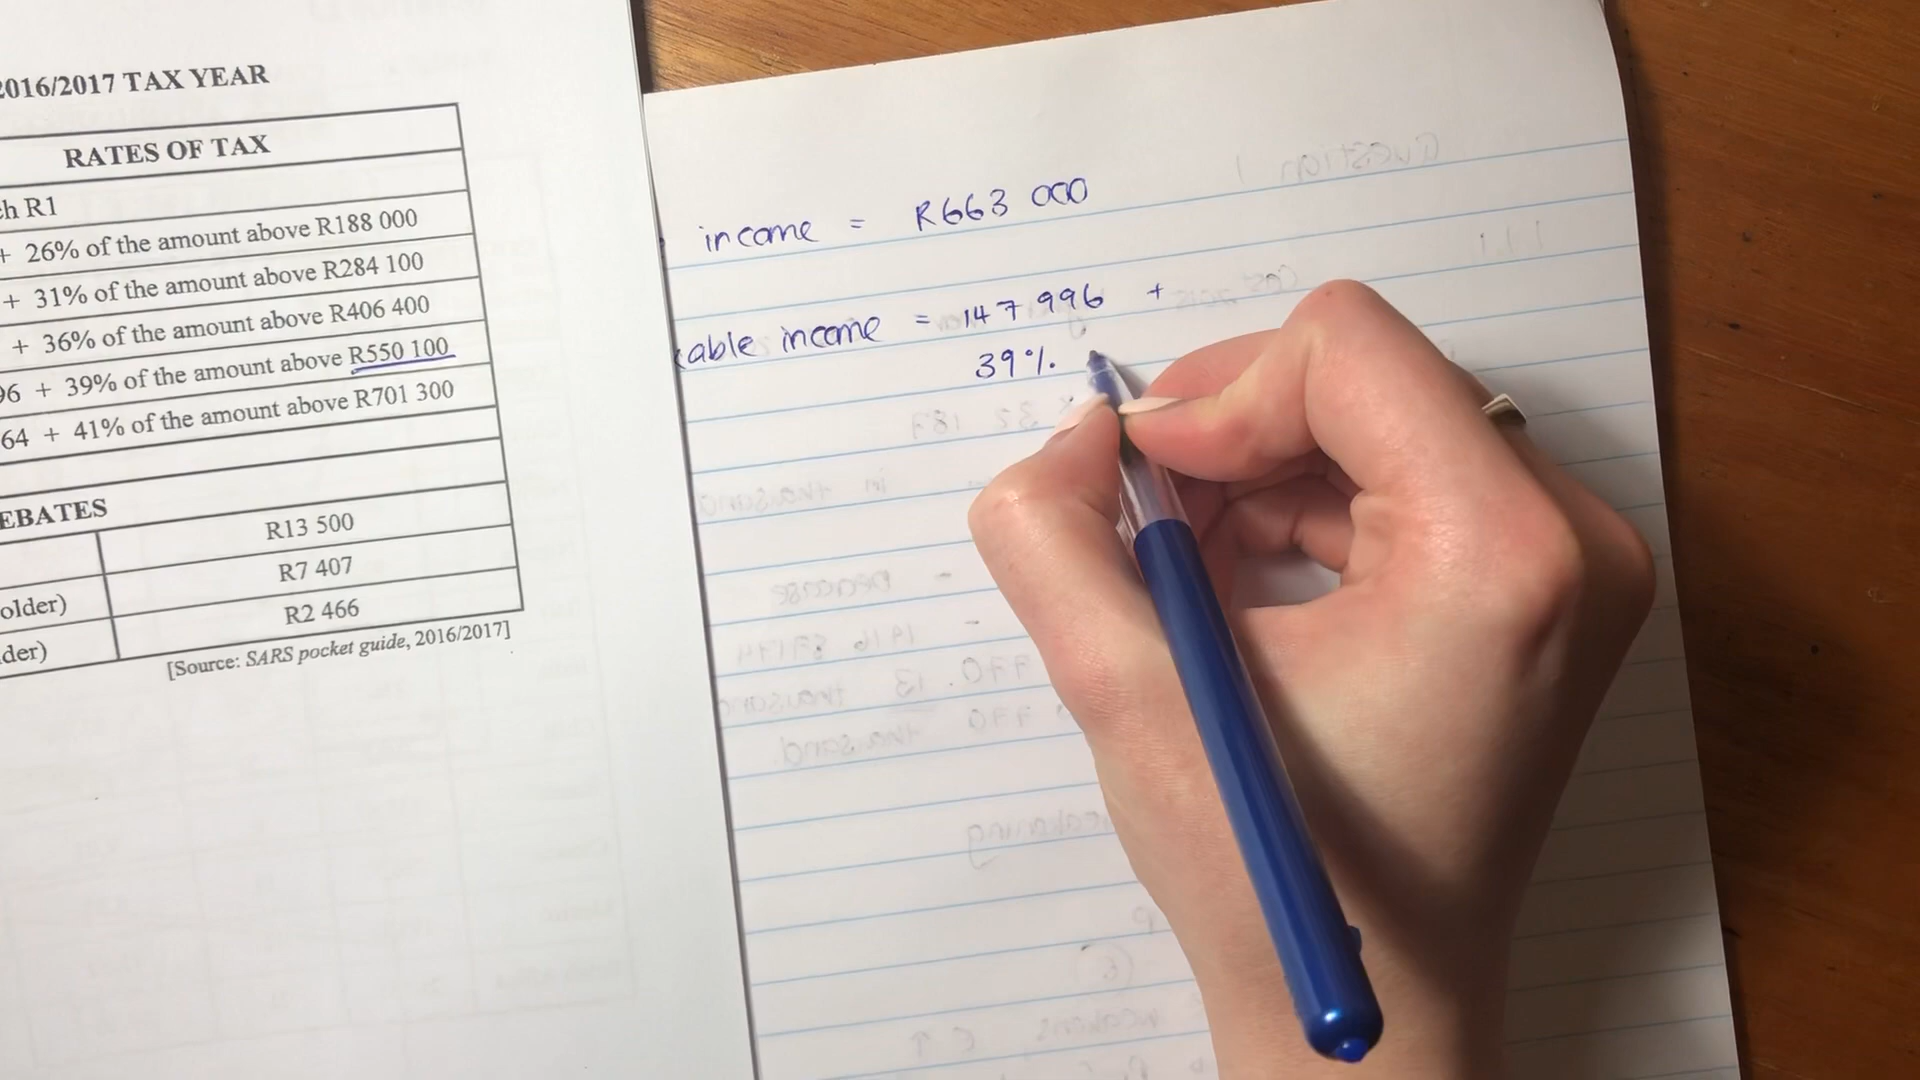 2016/2017 TAX YEAR
RATES OF TAX
ch R1
+ 26% of the amount above R188 000
+ 31% of the amount above R284 100
+ 36% of the amount above R406 400
96 + 39% of the amount above R550 100
64 + 41% of the amount above R701 300
EBATES
R13 500
older) R7 407
der) R2 466
[Source: SARS pocket guide, 2016/2017]
income = R663 000
able income = 147 996 +
39%